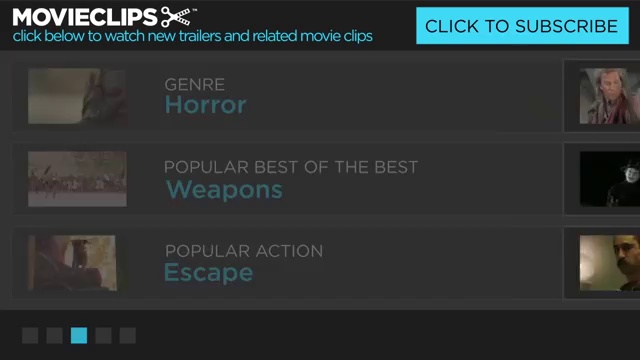 MOVIECLIPS™
click below to watch new trailers and related movie clips
CLICK TO SUBSCRIBE
GENRE
Horror
POPULAR BEST OF THE BEST
Weapons
POPULAR ACTION
Escape